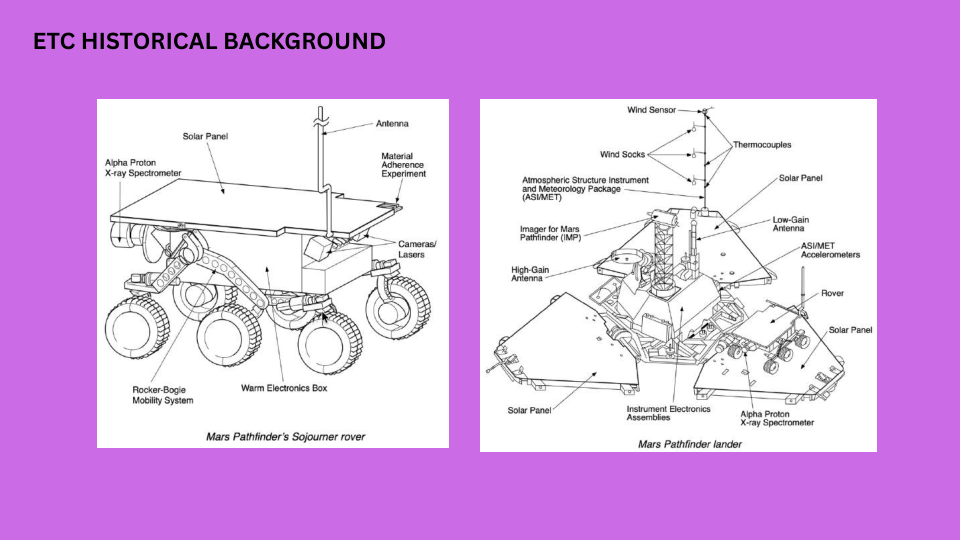 ETC HISTORICAL BACKGROUND
Antenna
Solar Panel
Material
Adherence
Experiment
Alpha Proton
X-ray Spectrometer
Cameras/
Lasers
Rocker-Bogie
Mobility System
Warm Electronics Box
Mars Pathfinder's Sojourner rover
Wind Sensor
Thermocouples
Wind Socks
Atmospheric Structure Instrument
and Meteorology Package
(ASI/MET)
Solar Panel
Imager for Mars
Pathfinder (IMP)
Low-Gain
Antenna
ASI/MET
Accelerometers
High-Gain
Antenna
Rover
Solar Panel
Solar Panel
Instrument Electronics
Assemblies
Alpha Proton
X-ray Spectrometer
Mars Pathfinder lander